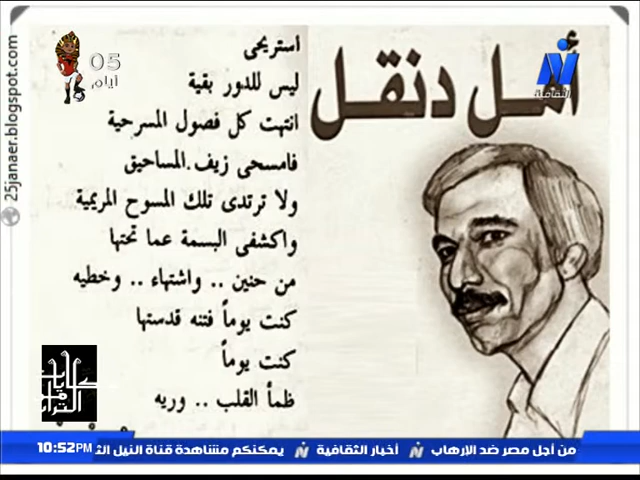 أمل دنقل
استريحى
ليس للدور بقية
انتهت كل فصول المسرحية
فامسحى زيف المساحيق
ولا ترتدى تلك المسوح المريمية
واكشفى البسمة عما تحتها
من حنين .. واشتهاء .. وخطيه
كنت يوماً فتنه قدستها
كنت يوماً
ظمأ القلب .. وريه
05
أيام
الثقافية
25janaer.blogspot.com
من أجل مصر ضد الارهاب
أخبار الثقافية
يمكنكم مشاهدة قناة النيل الث
10:52PM